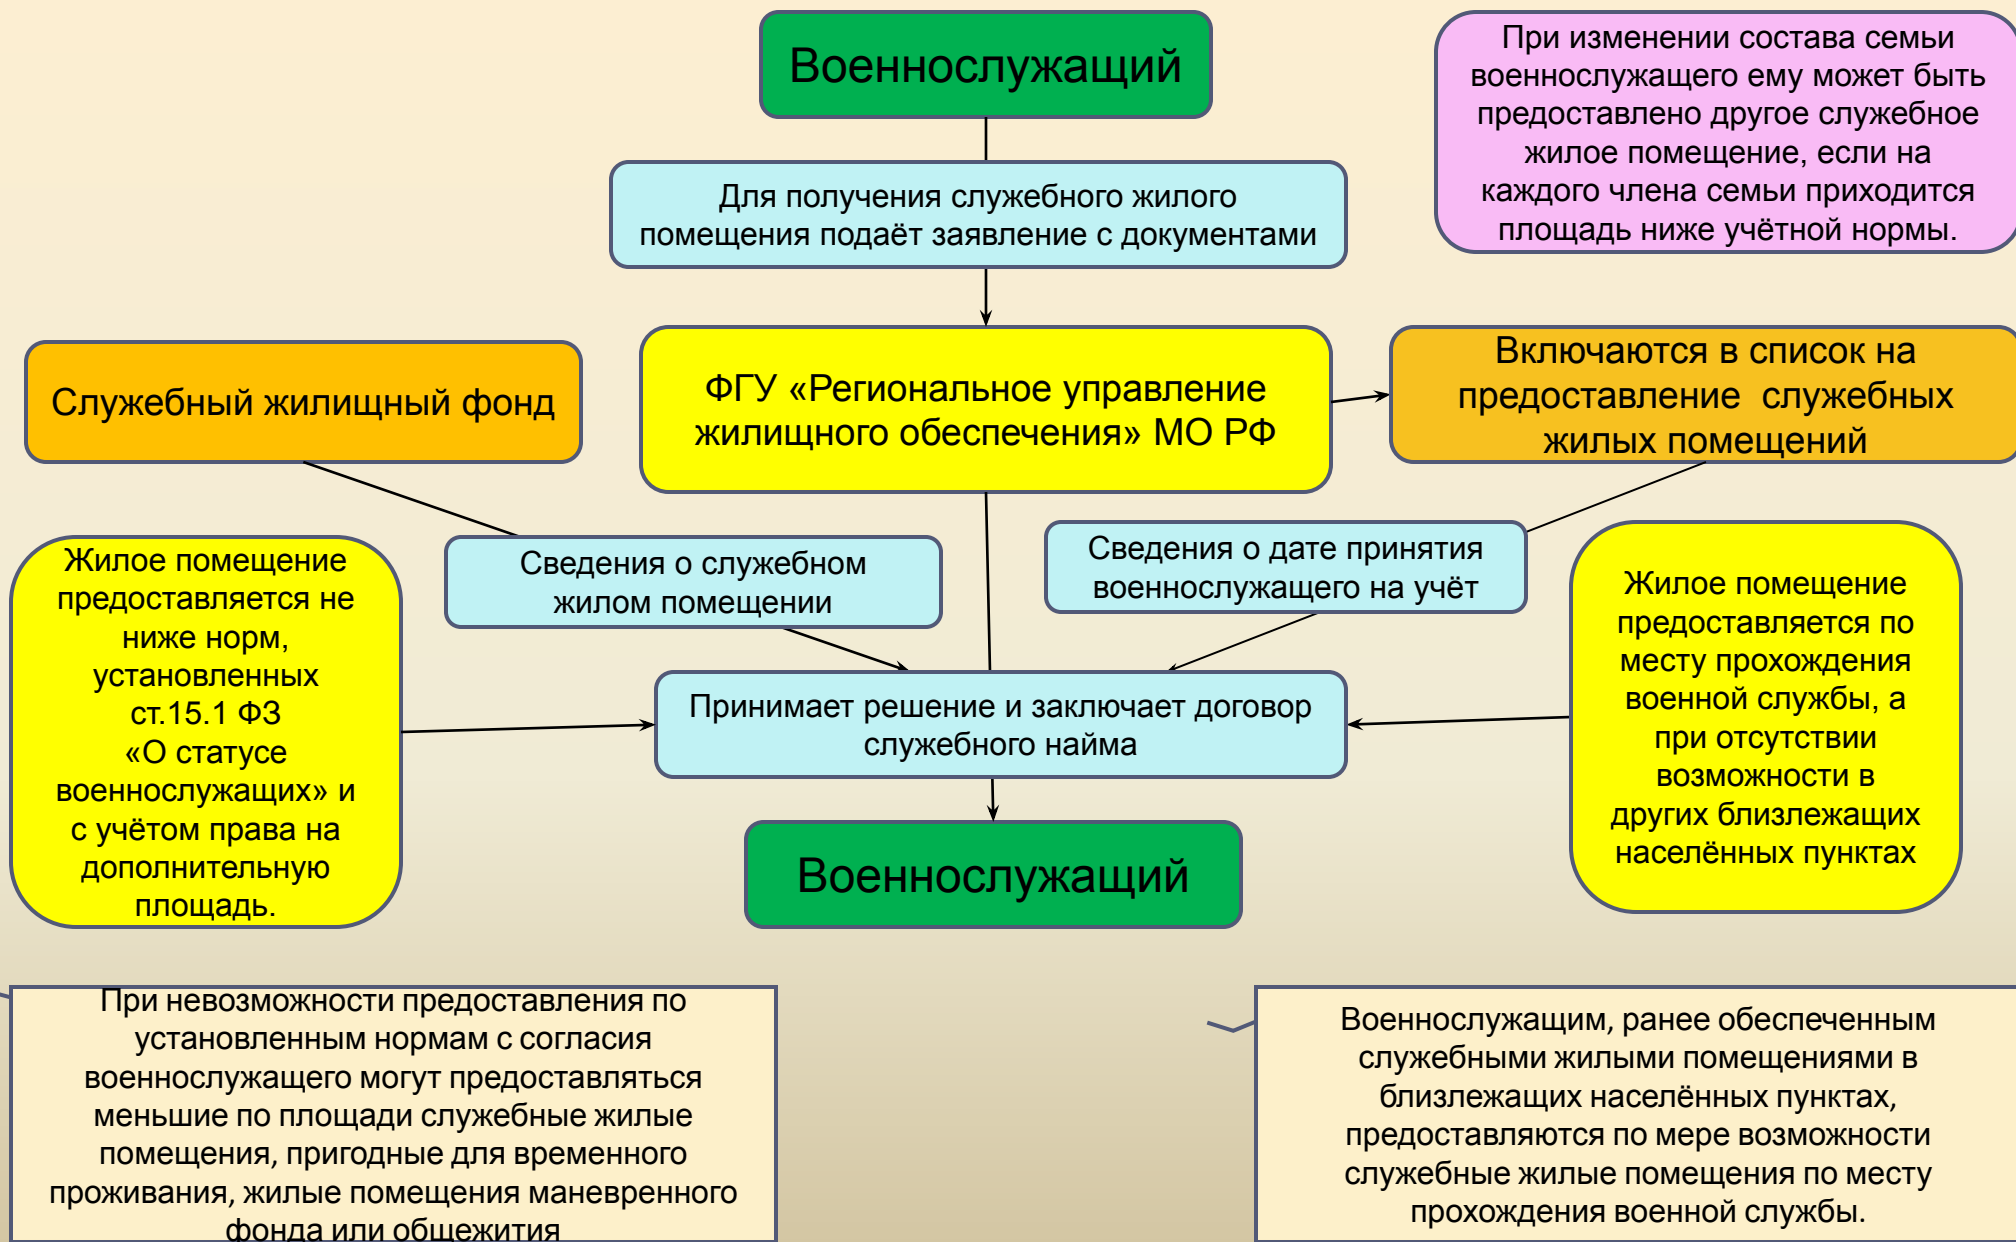 Военнослужащий
При изменении состава семьи
военнослужащего ему может быть
предоставлено другое служебное
жилое помещение, если на
каждого члена семьи приходится
площадь ниже учётной нормы.
Для получения служебного жилого
помещения подаёт заявление с документами
Служебный жилищный фонд
ФГУ «Региональное управление
жилищного обеспечения» МО РФ
Включаются в список на
предоставление служебных
жилых помещений
Жилое помещение
предоставляется не
ниже норм,
установленных
ст.15.1 ФЗ
«О статусе
военнослужащих» и
с учётом права на
дополнительную
площадь.
Сведения о служебном
жилом помещении
Сведения о дате принятия
военнослужащего на учёт
Жилое помещение
предоставляется по
месту прохождения
военной службы, а
при отсутствии
возможности в
других близлежащих
населённых пунктах
Принимает решение и заключает договор
служебного найма
Военнослужащий
При невозможности предоставления по
установленным нормам с согласия
военнослужащего могут предоставляться
меньшие по площади служебные жилые
помещения, пригодные для временного
проживания, жилые помещения маневренного
фонда или общежития
Военнослужащим, ранее обеспеченным
служебными жилыми помещениями в
близлежащих населённых пунктах,
предоставляются по мере возможности
служебные жилые помещения по месту
прохождения военной службы.